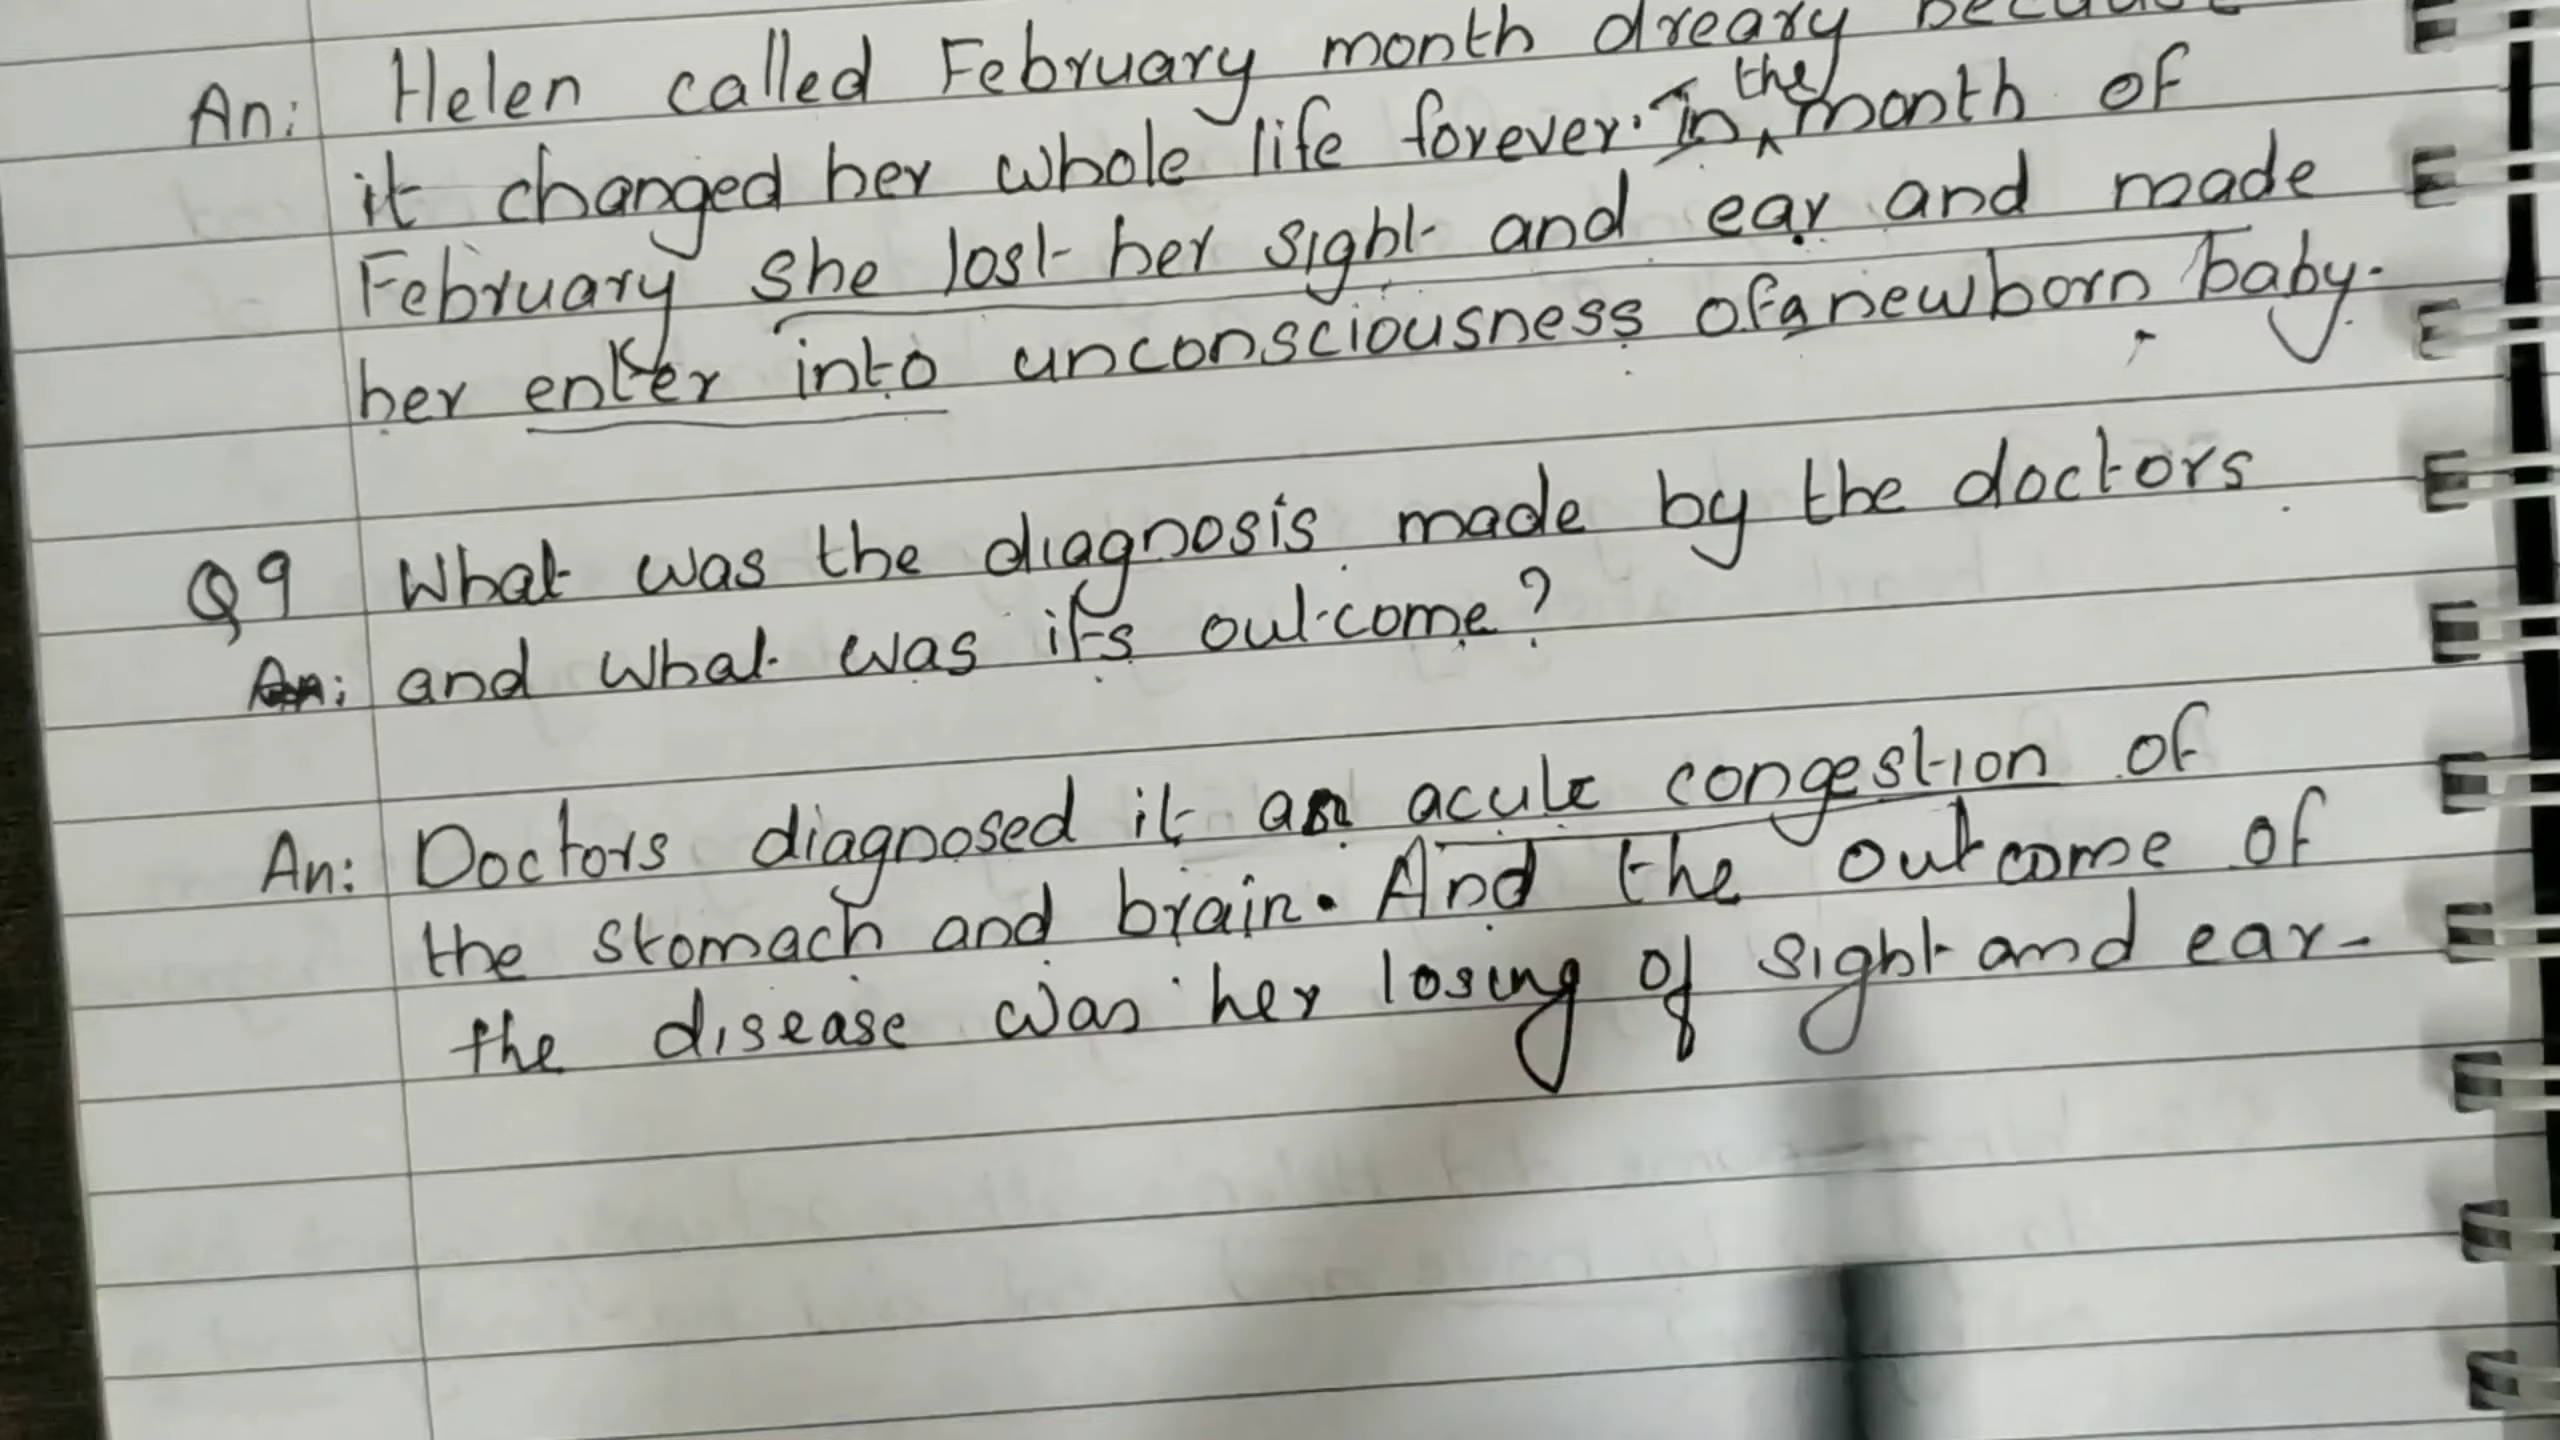 An: Helen called February month dreary because
it changed her whole life forever. In the month of
February she lost her sight and ear and made
her enter into unconsciousness of a newborn baby.
Q9 What was the diagnosis made by the doctors
An: and what was its outcome?
An: Doctors diagnosed it as acute congestion of
the stomach and brain. And the outcome of
the disease was her losing of sight and ear-